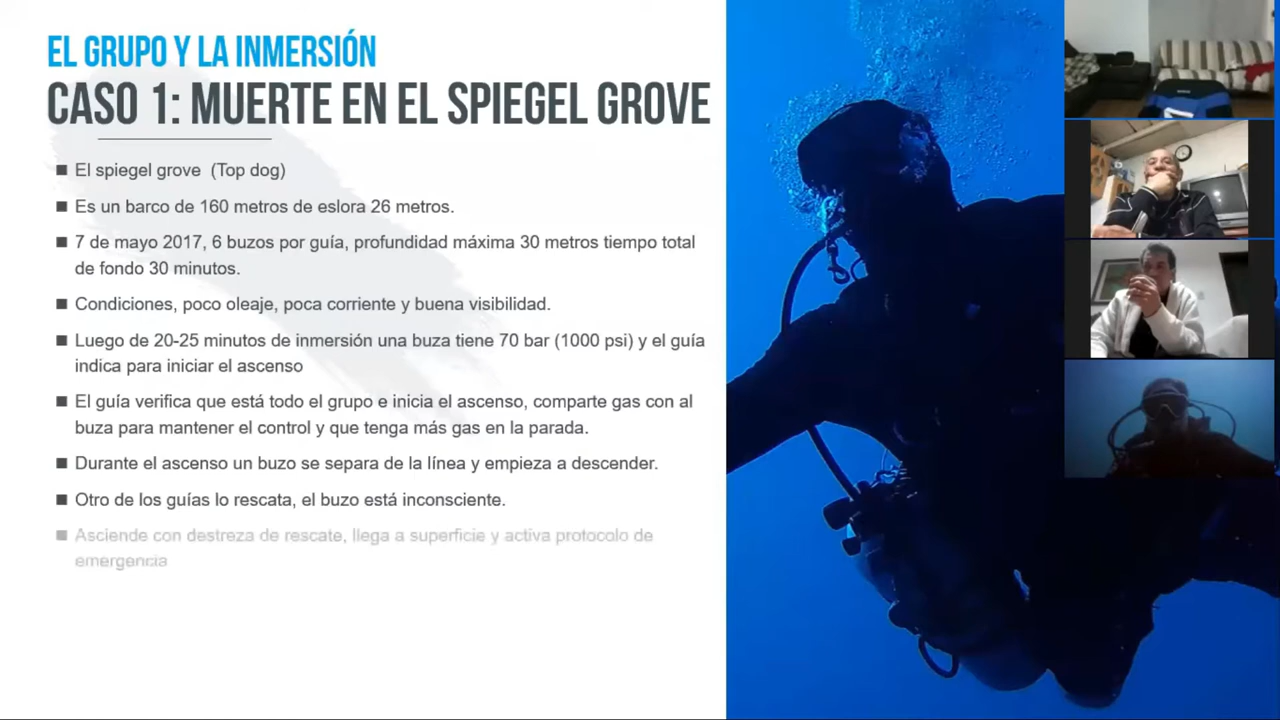 EL GRUPO Y LA INMERSIÓN
CASO 1: MUERTE EN EL SPIEGEL GROVE
■ El spiegel grove (Top dog)
■ Es un barco de 160 metros de eslora 26 metros.
■ 7 de mayo 2017, 6 buzos por guía, profundidad máxima 30 metros tiempo total
de fondo 30 minutos.
■ Condiciones, poco oleaje, poca corriente y buena visibilidad.
■ Luego de 20-25 minutos de inmersión una buza tiene 70 bar (1000 psi) y el guía
indica para iniciar el ascenso
■ El guía verifica que está todo el grupo e inicia el ascenso, comparte gas con al
buza para mantener el control y que tenga más gas en la parada.
■ Durante el ascenso un buzo se separa de la línea y empieza a descender.
■ Otro de los guías lo rescata, el buzo está inconsciente.
■ Asciende con destreza de rescate, llega a superficie y activa protocolo de
emergencia